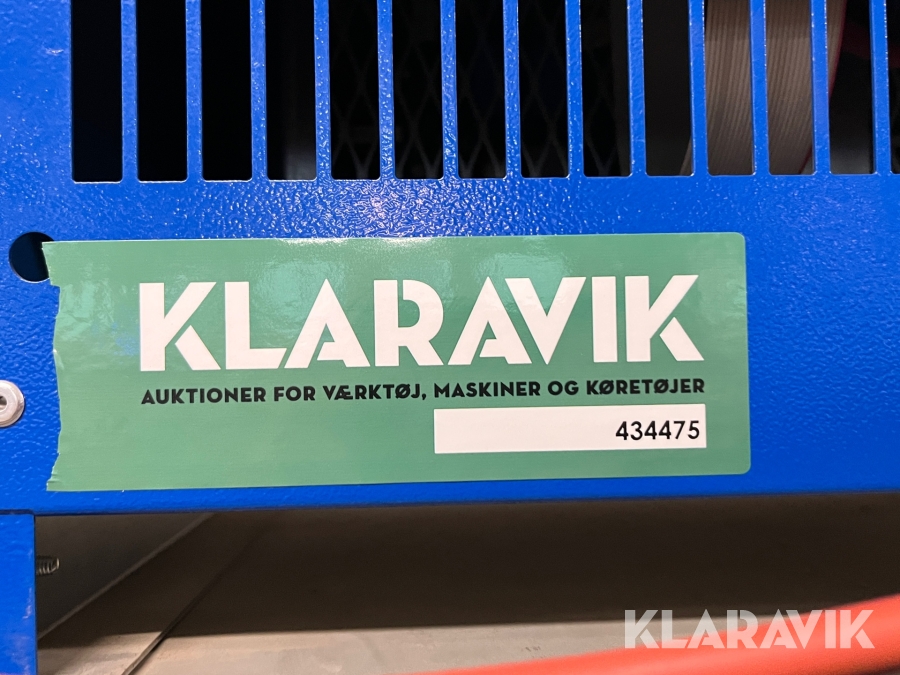 KLARAVIK
AUKTIONER FOR VÆRKTØJ, MASKINER OG KØRETØJER
434475
KLARAVIK